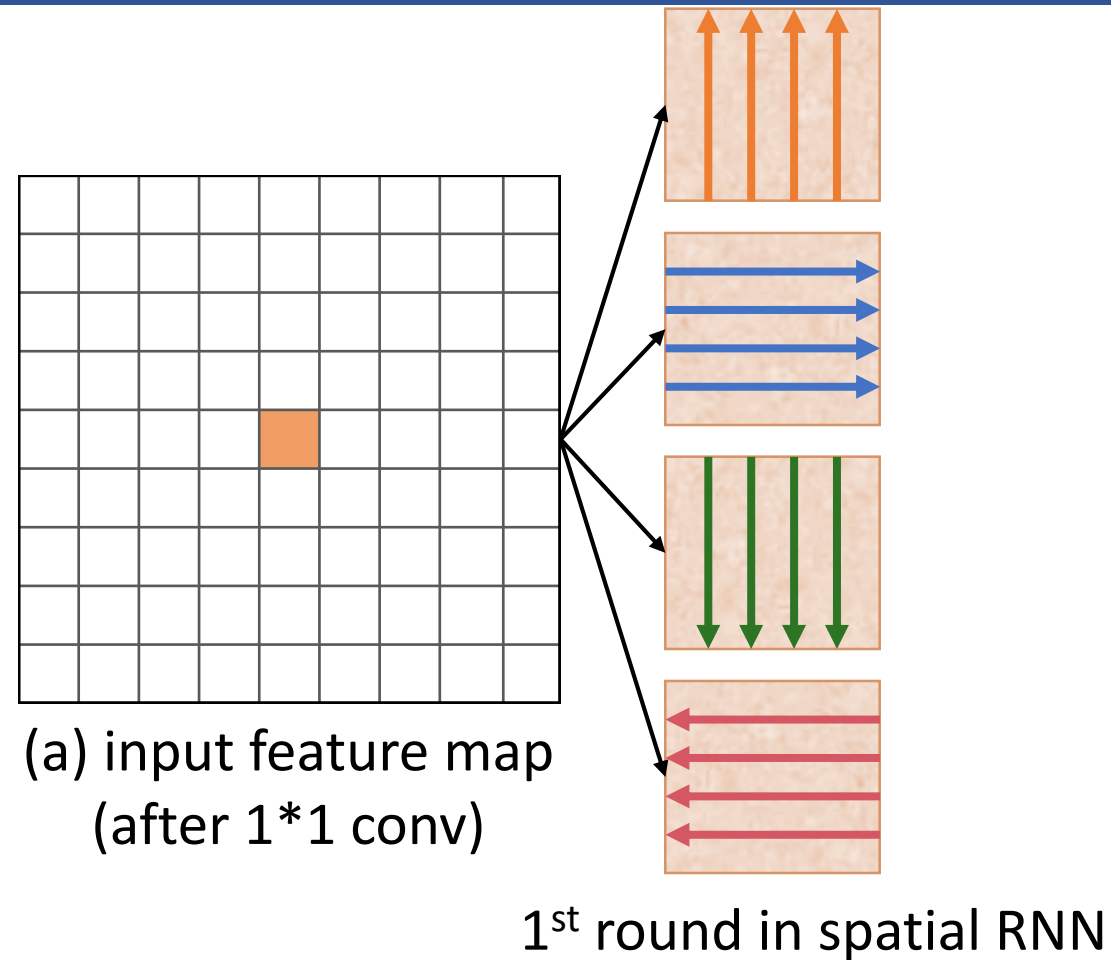 (a) input feature map
(after 1*1 conv)
1st round in spatial RNN